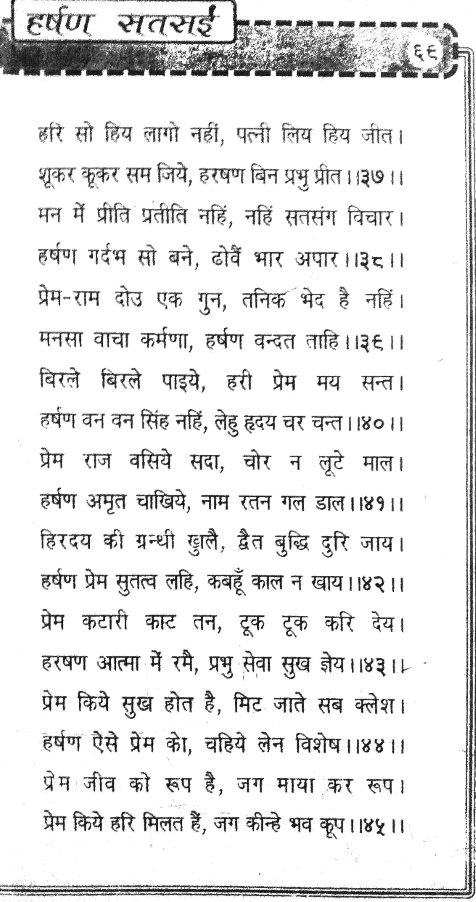 हर्षण सतसई
६९
हरि सो हिय लागो नहीं, पत्नी लिय हिय जीत।
शूकर कूकर सम जिये, हरषण बिन प्रभु प्रीत।।३७।।
मन में प्रीति प्रतीति नहिं, नहिं सतसंग विचार।
हर्षण गर्दभ सो बने, ढोवैं भार अपार।।३८।।
प्रेम-राम दोउ एक गुन, तनिक भेद है नहिं।
मनसा वाचा कर्मणा, हर्षण वन्दत ताहि।।३९।।
बिरले बिरले पाइये, हरी प्रेम मय सन्त।
हर्षण वन वन सिंह नहिं, लेहु हृदय चर चन्त।।४०।।
प्रेम राज वसिये सदा, चोर न लूटे माल।
हर्षण अमृत चाखिये, नाम रतन गल डाल।।४१।।
हिरदय की ग्रन्थी खुालै, द्वैत बुद्धि दुरि जाय।
हर्षण प्रेम सुतत्व लहि, कबहूँ काल न खाय।।४२।।
प्रेम कटारी काट तन, टूक टूक करि देय।
हरषण आत्मा में रमै, प्रभु सेवा सुख ज्ञेय।।४३।।
प्रेम किये सुख होत है, मिट जाते सब क्लेश।
हर्षण ऐसे प्रेम को, चहिये लेन विशेष।।४४।।
प्रेम जीव को रूप है, जग माया कर रूप।
प्रेम किये हरि मिलत हैं, जग कीन्हे भव कूप।।४५।।